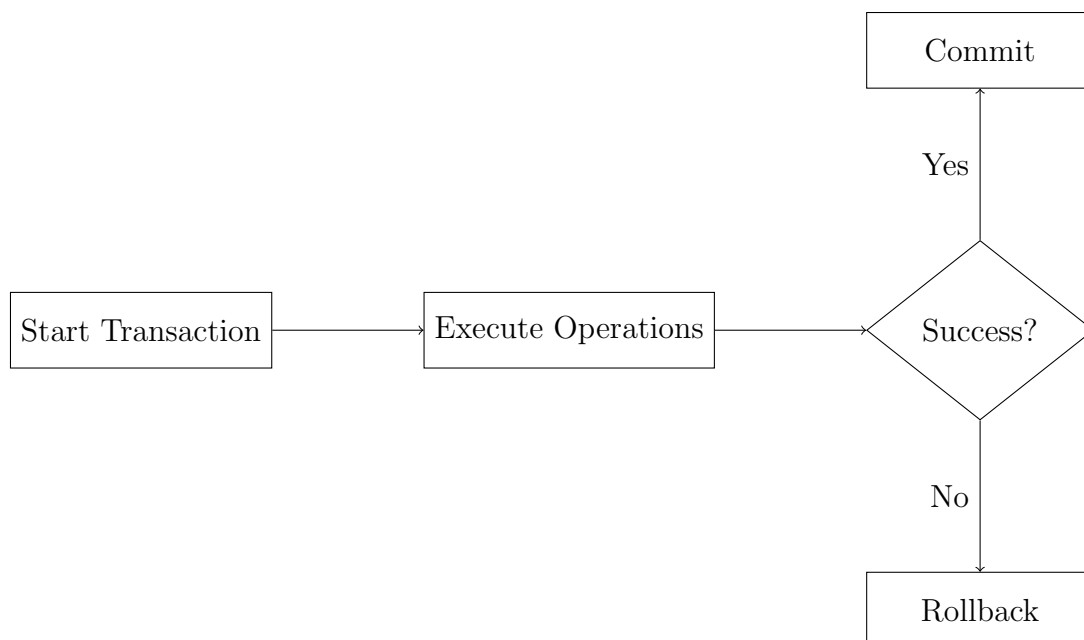 Commit
Yes
Start Transaction
Execute Operations
Success?
No
Rollback